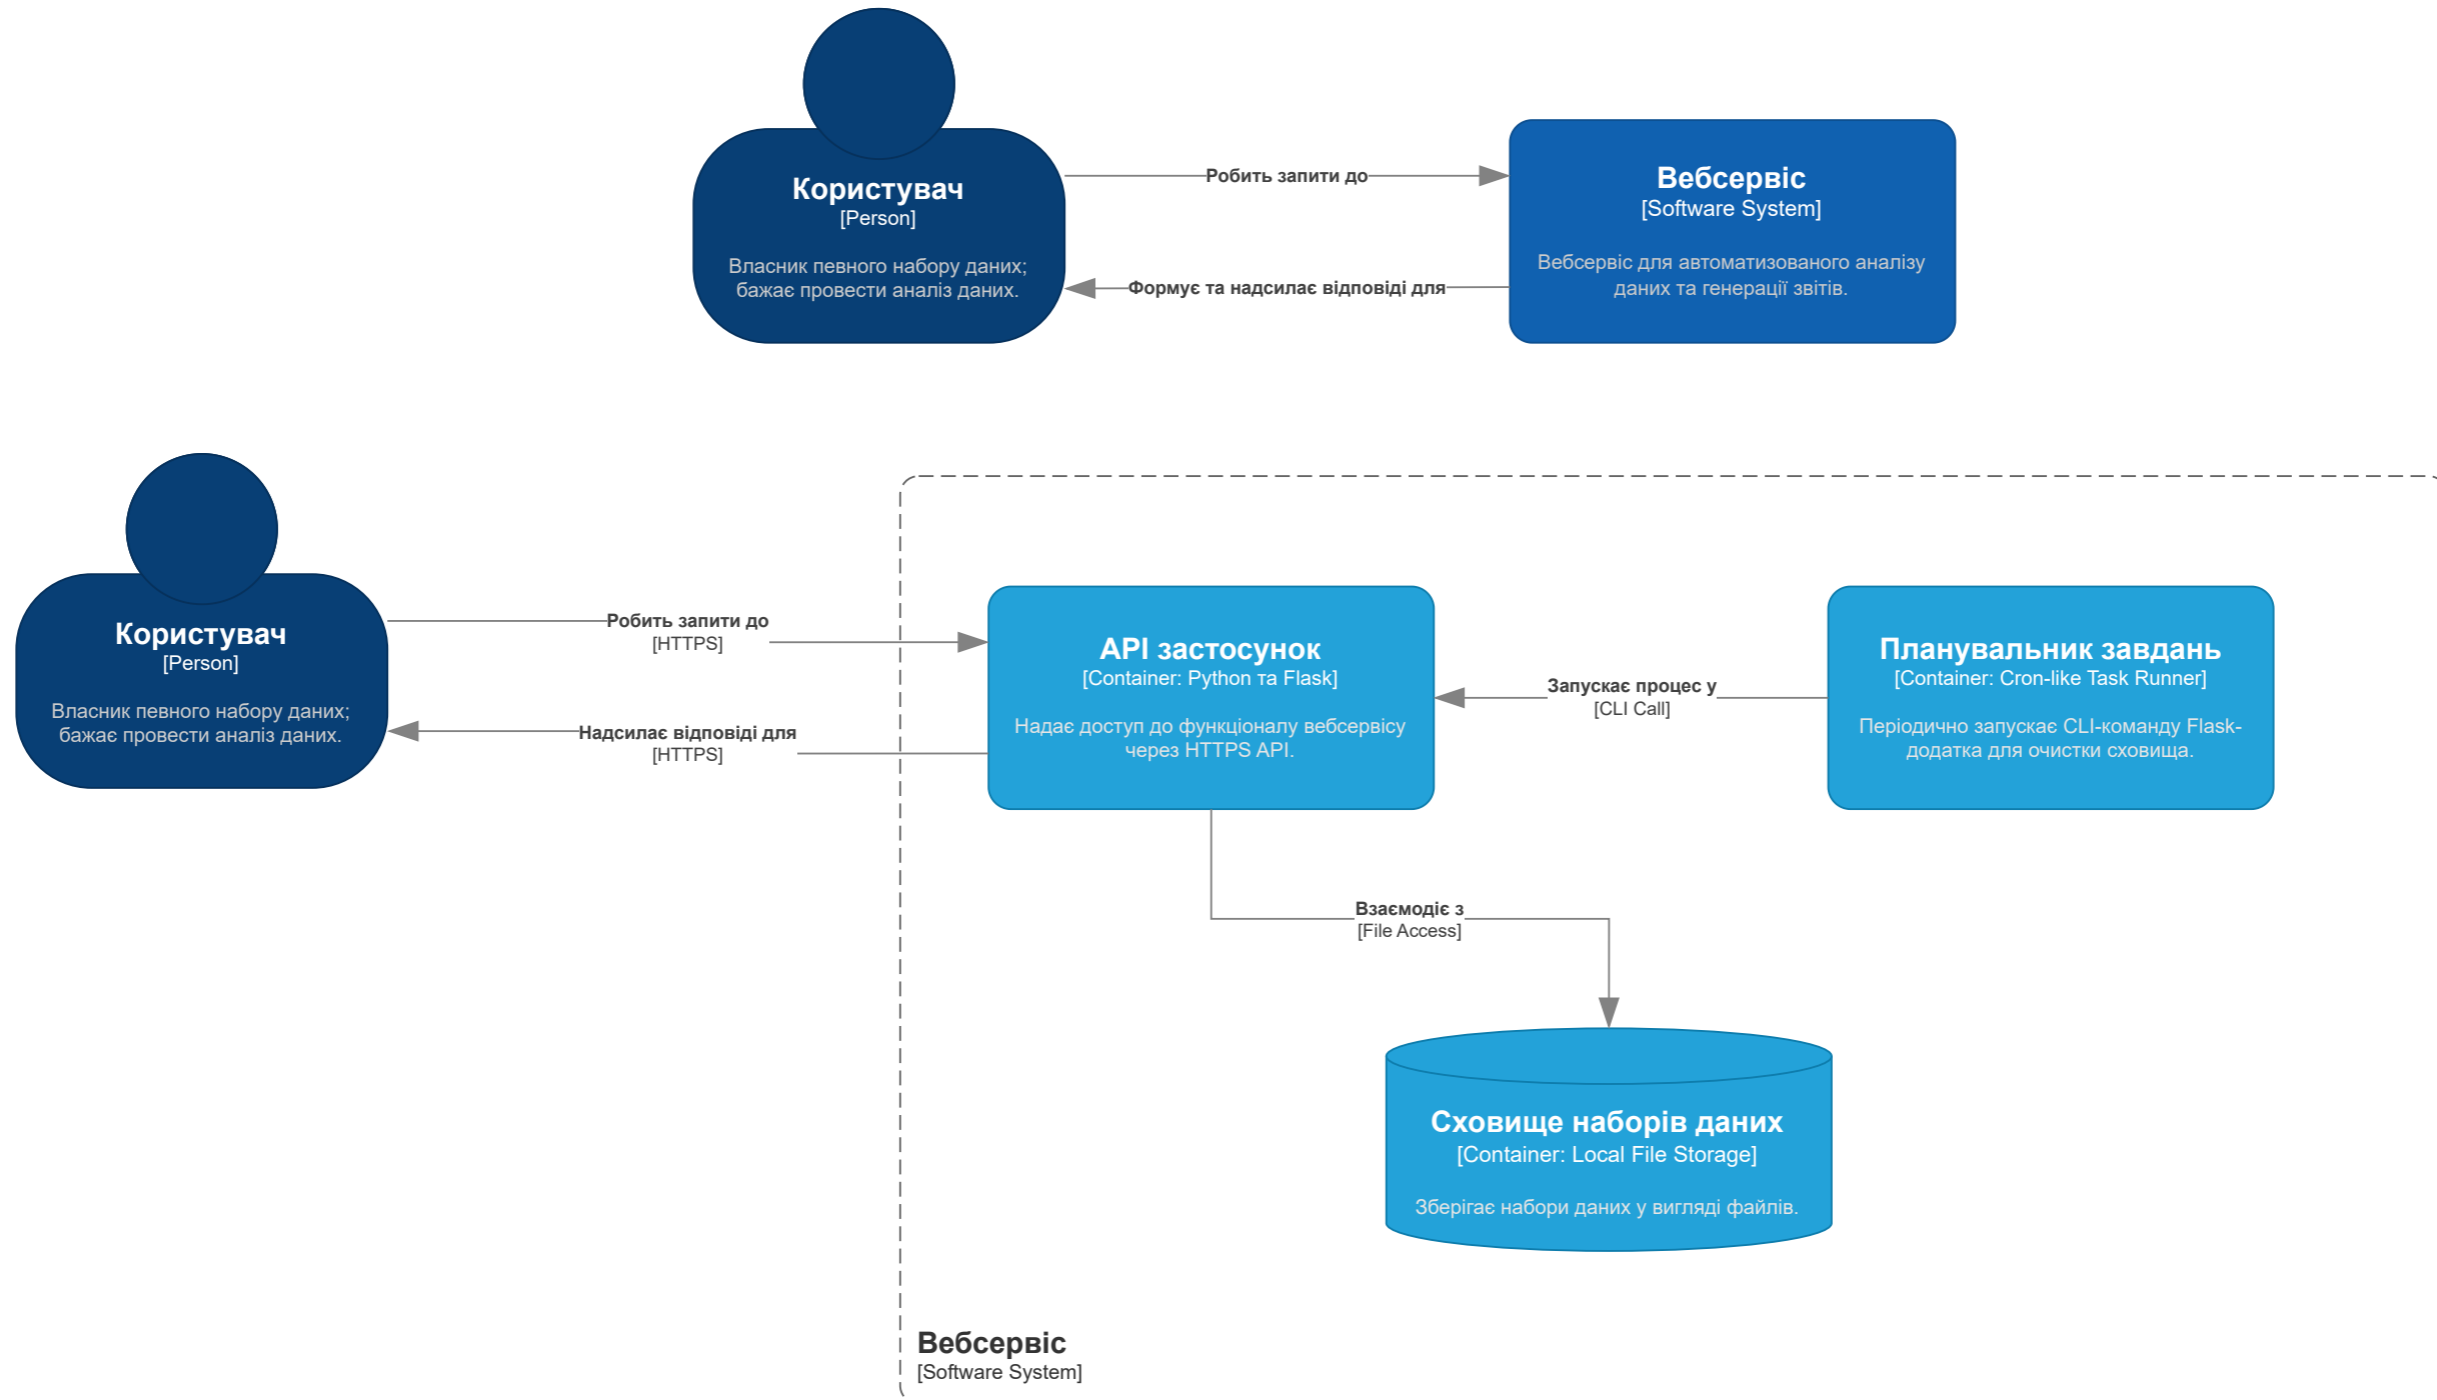 Користувач
[Person]
Власник певного набору даних;
бажає провести аналіз даних.
Робить запити до
Формує та надсилає відповіді для
Вебсервіс
[Software System]
Вебсервіс для автоматизованого аналізу
даних та генерації звітів.
Користувач
[Person]
Власник певного набору даних;
бажає провести аналіз даних.
Робить запити до
[HTTPS]
Надсилає відповіді для
[HTTPS]
API застосунок
[Container: Python та Flask]
Надає доступ до функціоналу вебсервісу
через HTTPS API.
Запускає процес у
[CLI Call]
Планувальник завдань
[Container: Cron-like Task Runner]
Періодично запускає CLI-команду Flask-
додатка для очистки сховища.
Взаємодіє з
[File Access]
Сховище наборів даних
[Container: Local File Storage]
Зберігає набори даних у вигляді файлів.
Вебсервіс
[Software System]